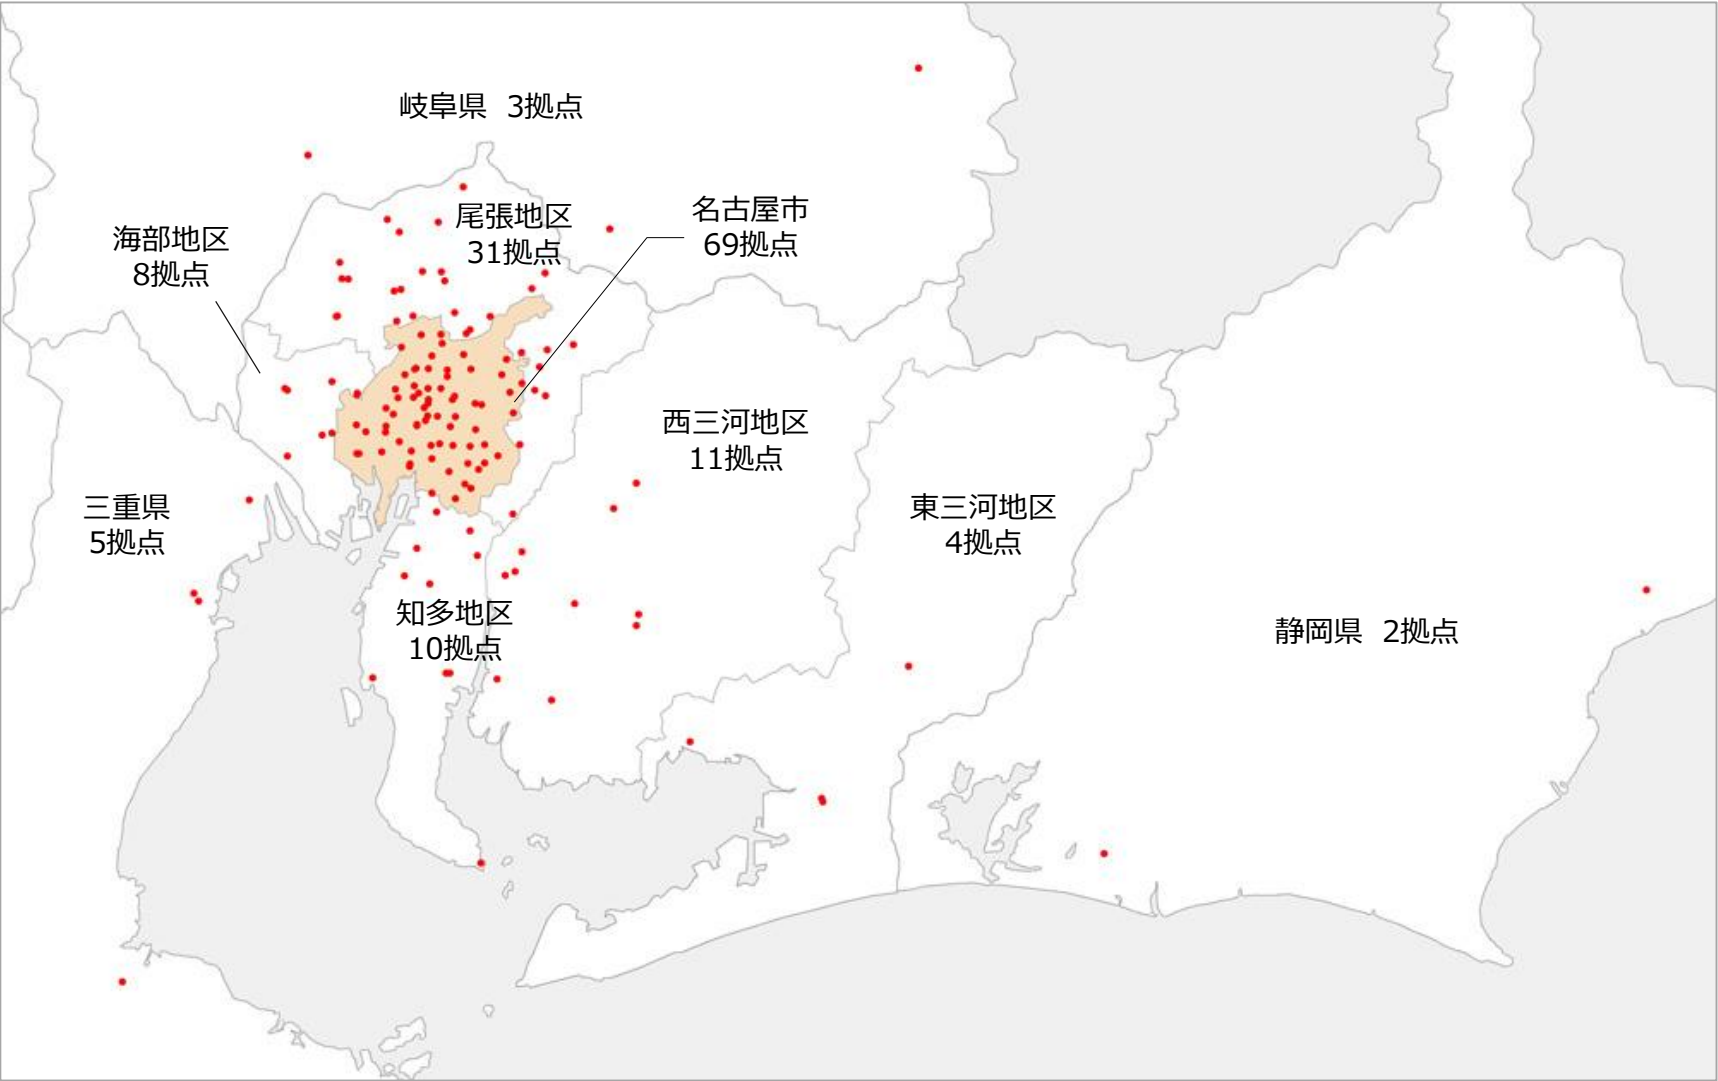 岐阜県 3拠点
尾張地区
31拠点
名古屋市
69拠点
海部地区
8拠点
西三河地区
11拠点
三重県
5拠点
東三河地区
4拠点
知多地区
10拠点
静岡県 2拠点